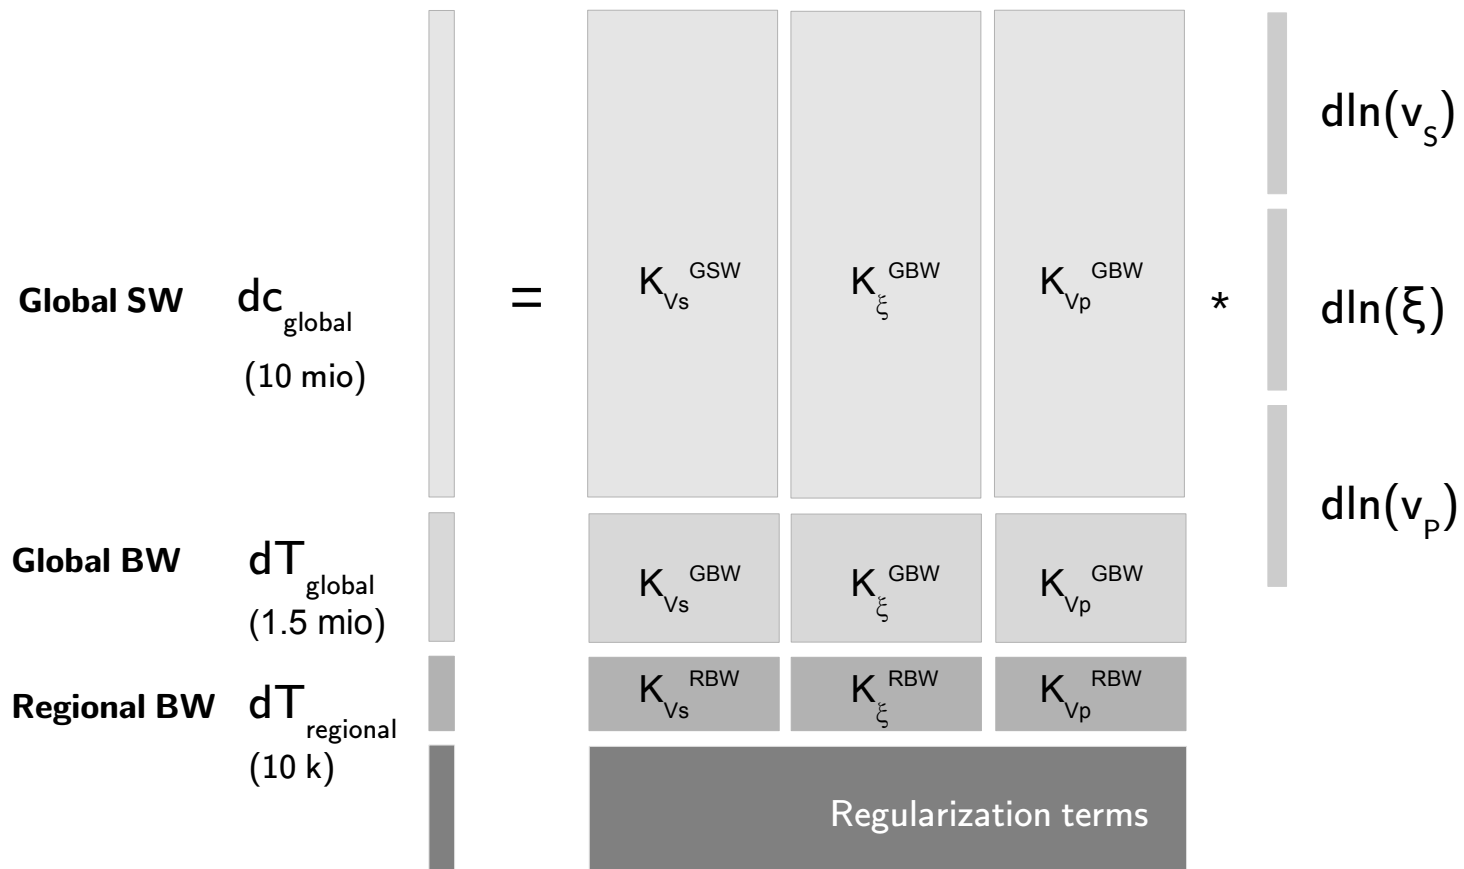 dln(v_S)
Global SW dc_global = K_Vs^GSW K_ξ^GBW K_Vp^GBW * dln(ξ)
(10 mio)
dln(v_P)
Global BW dT_global K_Vs^GBW K_ξ^GBW K_Vp^GBW
(1.5 mio)
Regional BW dT_regional K_Vs^RBW K_ξ^RBW K_Vp^RBW
(10 k)
Regularization terms